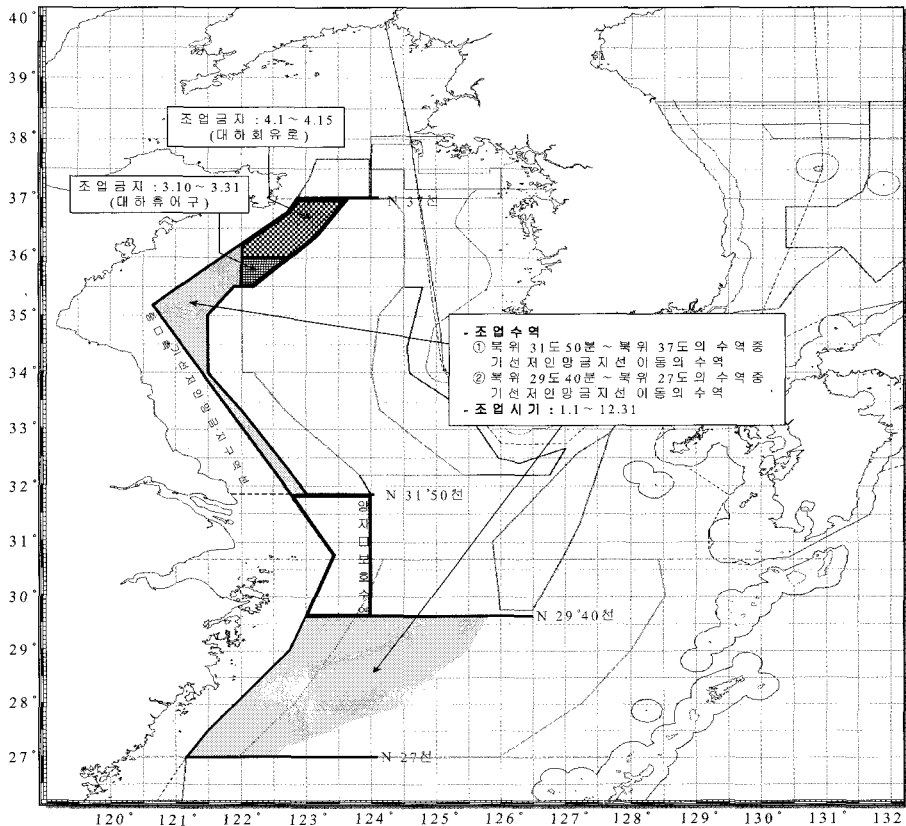 40°
39°
38°
37°
36°
35°
34°
33°
32°
31°
30°
29°
28°
27°
조업금지 : 4.1~ 4.15
(대하회유로)
조업금지 : 3.10~ 3.31
(대하휴어구)
N 37선
- 조업수역
① 북위 31도 50분~ 북위 37도의 수역중
기선저인망금지선 이동의 수역
② 북위 29도 40분~ 북위 27도의 수역중
기선저인망금지선 이동의 수역
- 조업시기 : 1.1~ 12.31
N 31°50선
N 29°40선
N 27선
120° 121° 122° 123° 124° 125° 126° 127° 128° 129° 130° 131° 132°